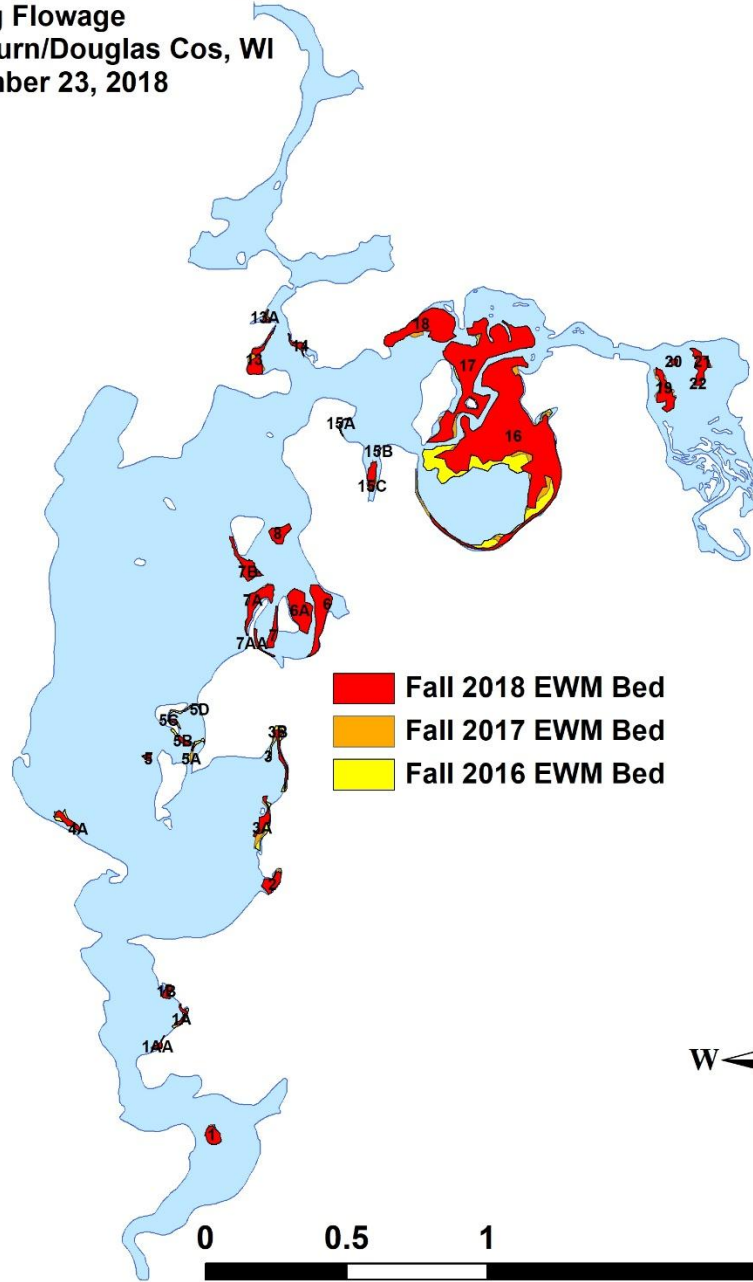 g Flowage
urn/Douglas Cos, WI
mber 23, 2018
13A
14
13
18
17
20
21
19
22
15A
16
15B
15C
8
7B
7A
6A
6
7AA
7
Fall 2018 EWM Bed
5D
5C
3B
Fall 2017 EWM Bed
5B
5
5A
3
Fall 2016 EWM Bed
4A
3A
2
1B
1A
1AA
W
1
0 0.5 1